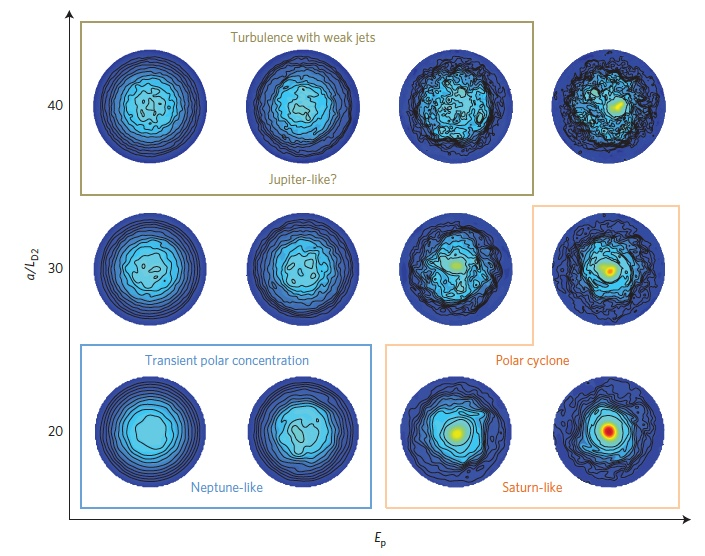 Turbulence with weak jets
40
Jupiter-like?
a/L_D2
30
Transient polar concentration
Polar cyclone
20
Neptune-like
Saturn-like
E_p